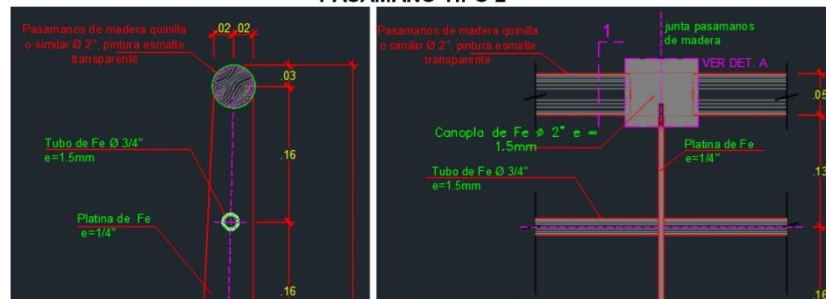 PASAMANO TIPO 2
Pasamanos de madera quinilla
o similar Ø 2", pintura esmalte
transparente
.02 .02
.03
.16
Tubo de Fe Ø 3/4"
e=1.5mm
Platina de Fe
e=1/4"
.16
Pasamanos de madera quinilla
o similar Ø 2", pintura esmalte
transparente
1
junta pasamanos
de madera
VER DET. A
.05
Canopla de Fe ø 2" e =
1.5mm
Platina de Fe
e=1/4"
.13
Tubo de Fe Ø 3/4"
e=1.5mm
.16